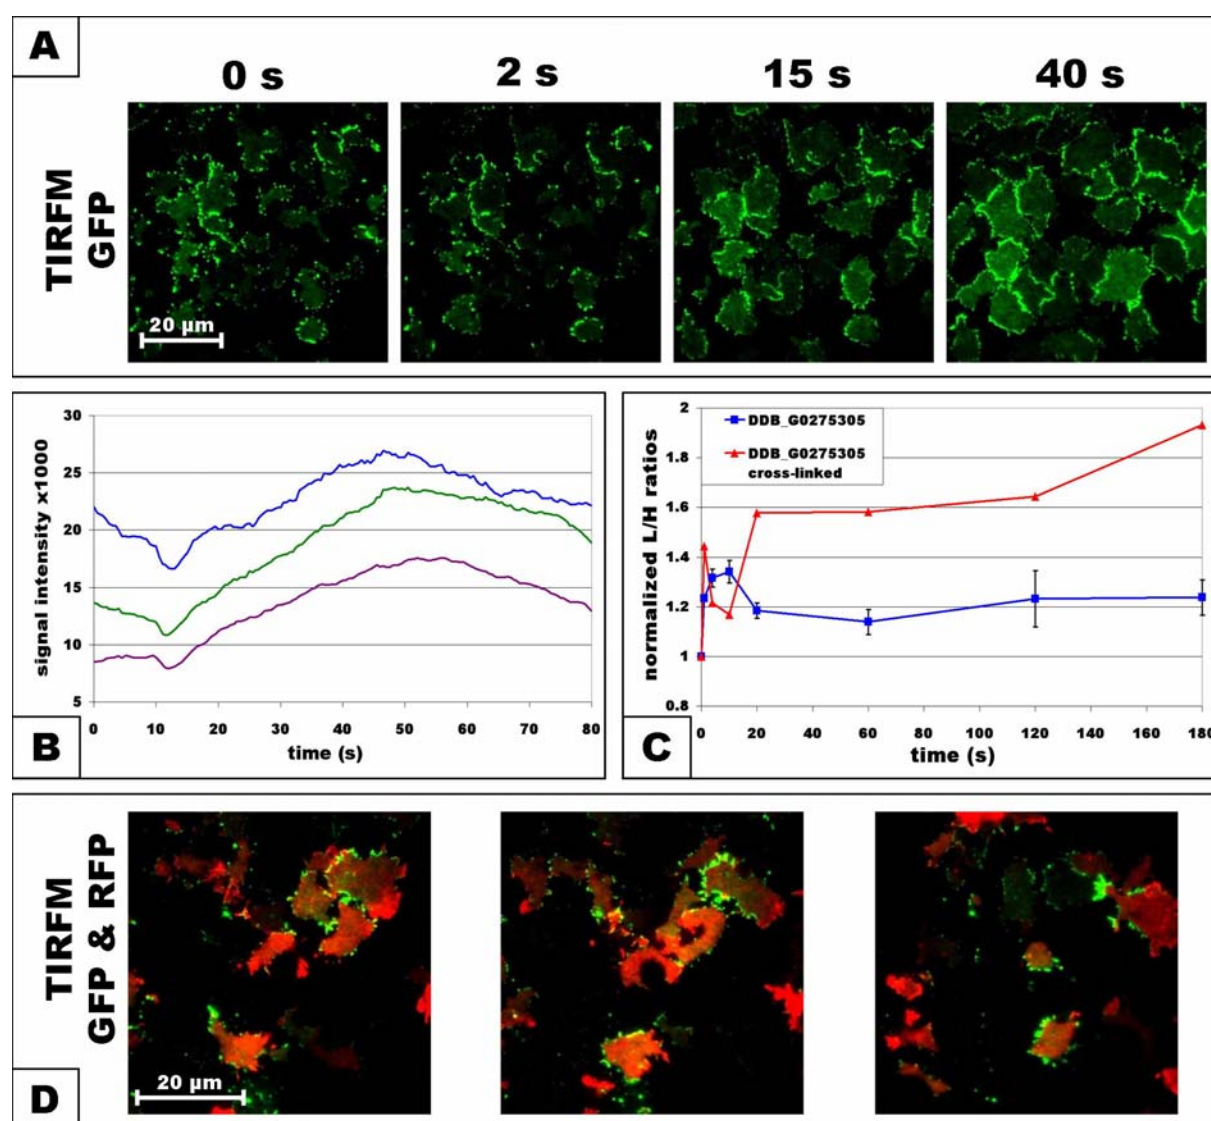 A
0 s 2 s 15 s 40 s
TIRFM
GFP
20 µm
B
signal intensity x1000
30
25
20
15
10
5
0 10 20 30 40 50 60 70 80
time (s)
C
normalized L/H ratios
2
1.8
1.6
1.4
1.2
1
0.8
DDB_G0275305
DDB_G0275305
cross-linked
0 20 40 60 80 100 120 140 160 180
time (s)
D
TIRFM
GFP & RFP
20 µm